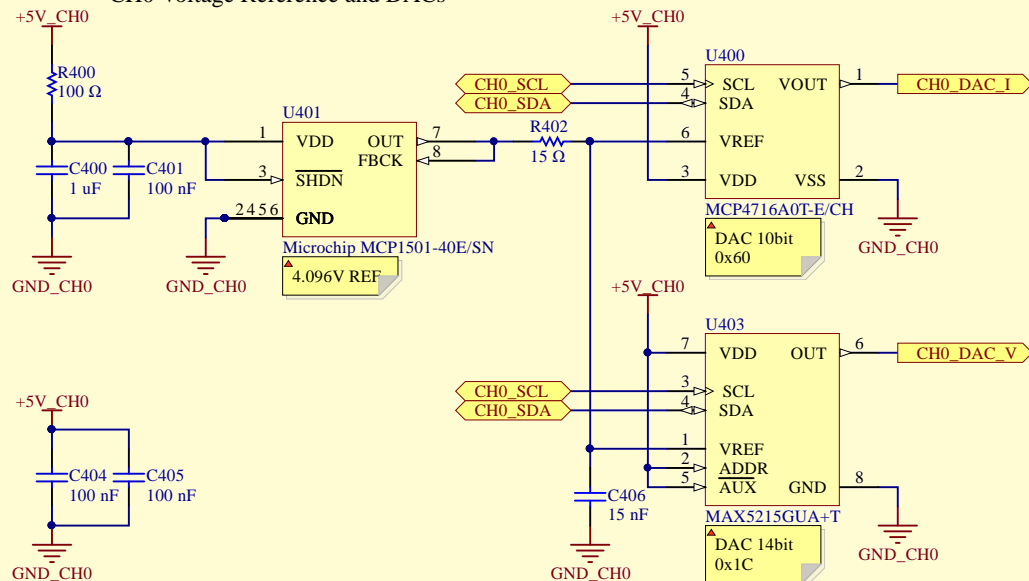 CH0 Voltage Reference and DACs
+5V_CH0
R400
100 Ω
C400
1 uF
C401
100 nF
GND_CH0
U401
1
VDD
OUT
7
FBCK
8
3
SHDN
2 4 5 6
GND
GND_CH0
Microchip MCP1501-40E/SN
4.096V REF
R402
15 Ω
+5V_CH0
U400
CH0_SCL
5
SCL
VOUT
1
CH0_DAC_I
CH0_SDA
4
SDA
6
VREF
3
VDD
VSS
2
MCP4716A0T-E/CH
GND_CH0
DAC 10bit
0x60
+5V_CH0
U403
7
VDD
OUT
6
CH0_DAC_V
CH0_SCL
3
SCL
CH0_SDA
4
SDA
1
VREF
2
ADDR
5
AUX
GND
8
MAX5215GUA+T
GND_CH0
DAC 14bit
0x1C
C406
15 nF
GND_CH0
+5V_CH0
C404
100 nF
C405
100 nF
GND_CH0